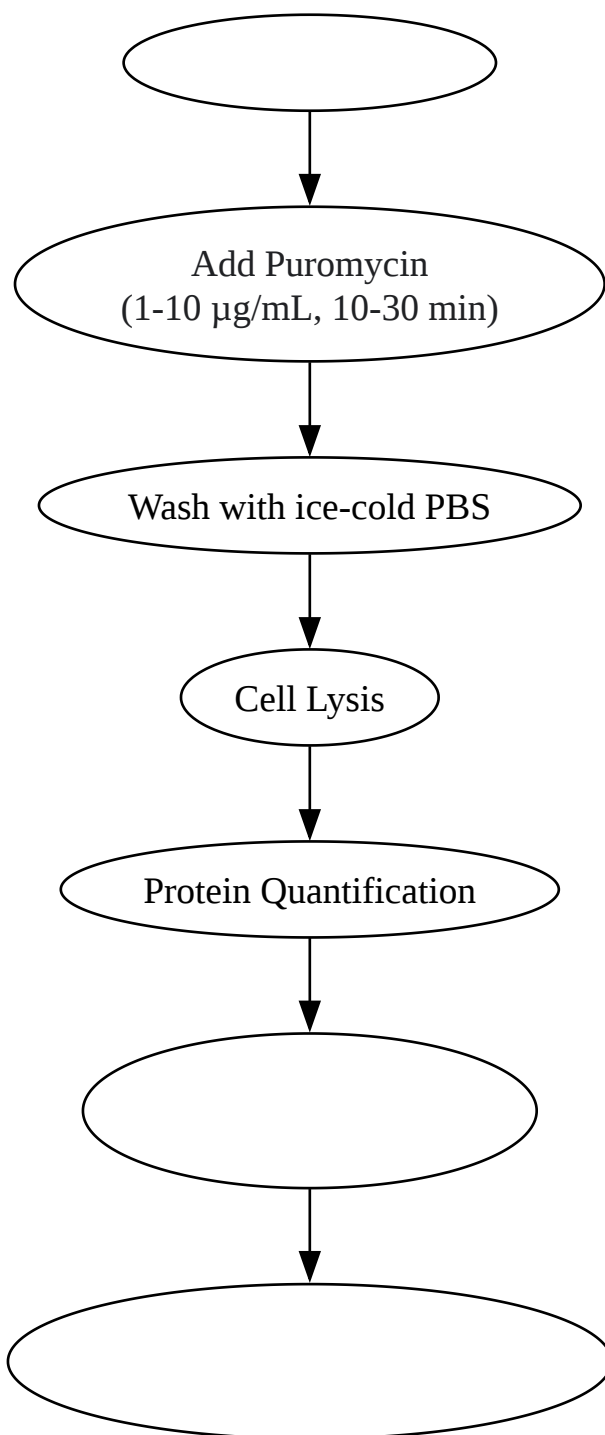 Add Puromycin
(1-10 µg/mL, 10-30 min)
Wash with ice-cold PBS
Cell Lysis
Protein Quantification